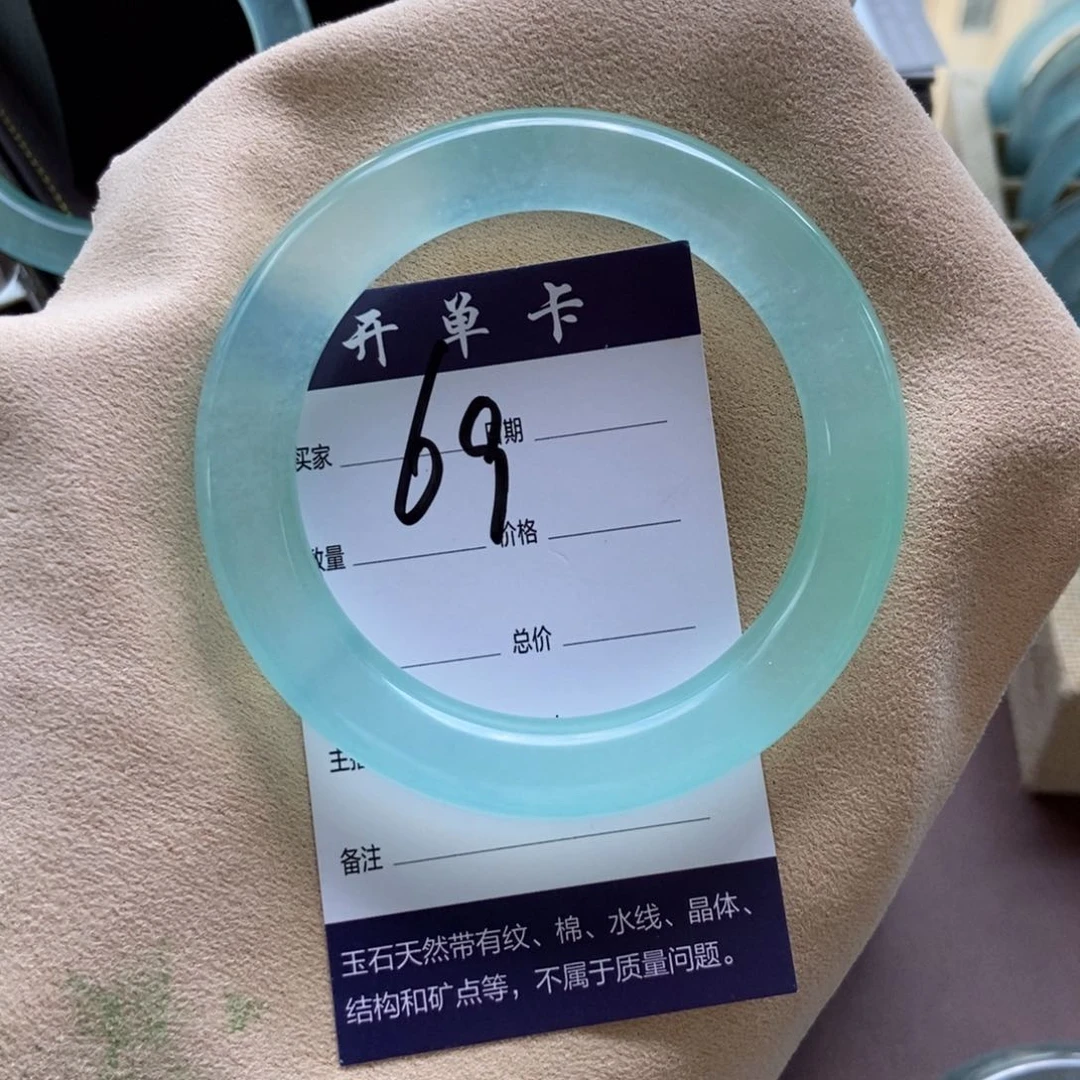 开单卡
69
买家 期
量 价格
总价
备注
玉石天然带有纹、棉、水线、晶体、
结构和矿点等，不属于质量问题。